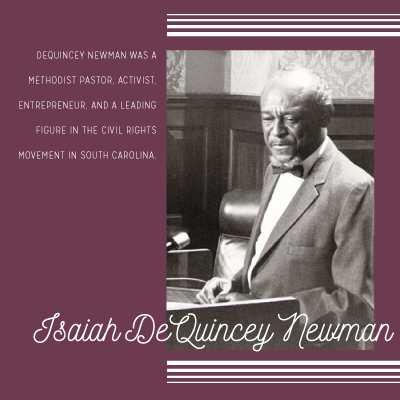 DEQUINCEY NEWMAN WAS A
METHODIST PASTOR, ACTIVIST,
ENTREPRENEUR, AND A LEADING
FIGURE IN THE CIVIL RIGHTS
MOVEMENT IN SOUTH CAROLINA.
Isaiah DeQuincey Newman